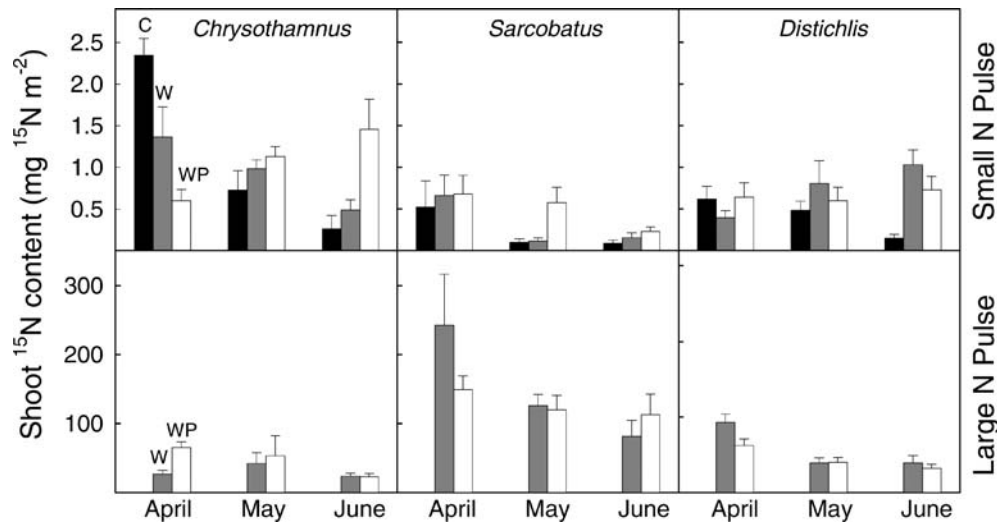 Chrysothamnus
Sarcobatus
Distichlis
Small N Pulse
Shoot ¹⁵N content (mg ¹⁵N m⁻²)
2.5
2.0
1.5
1.0
0.5
C
W
WP
Large N Pulse
300
200
100
W
WP
April May June April May June April May June